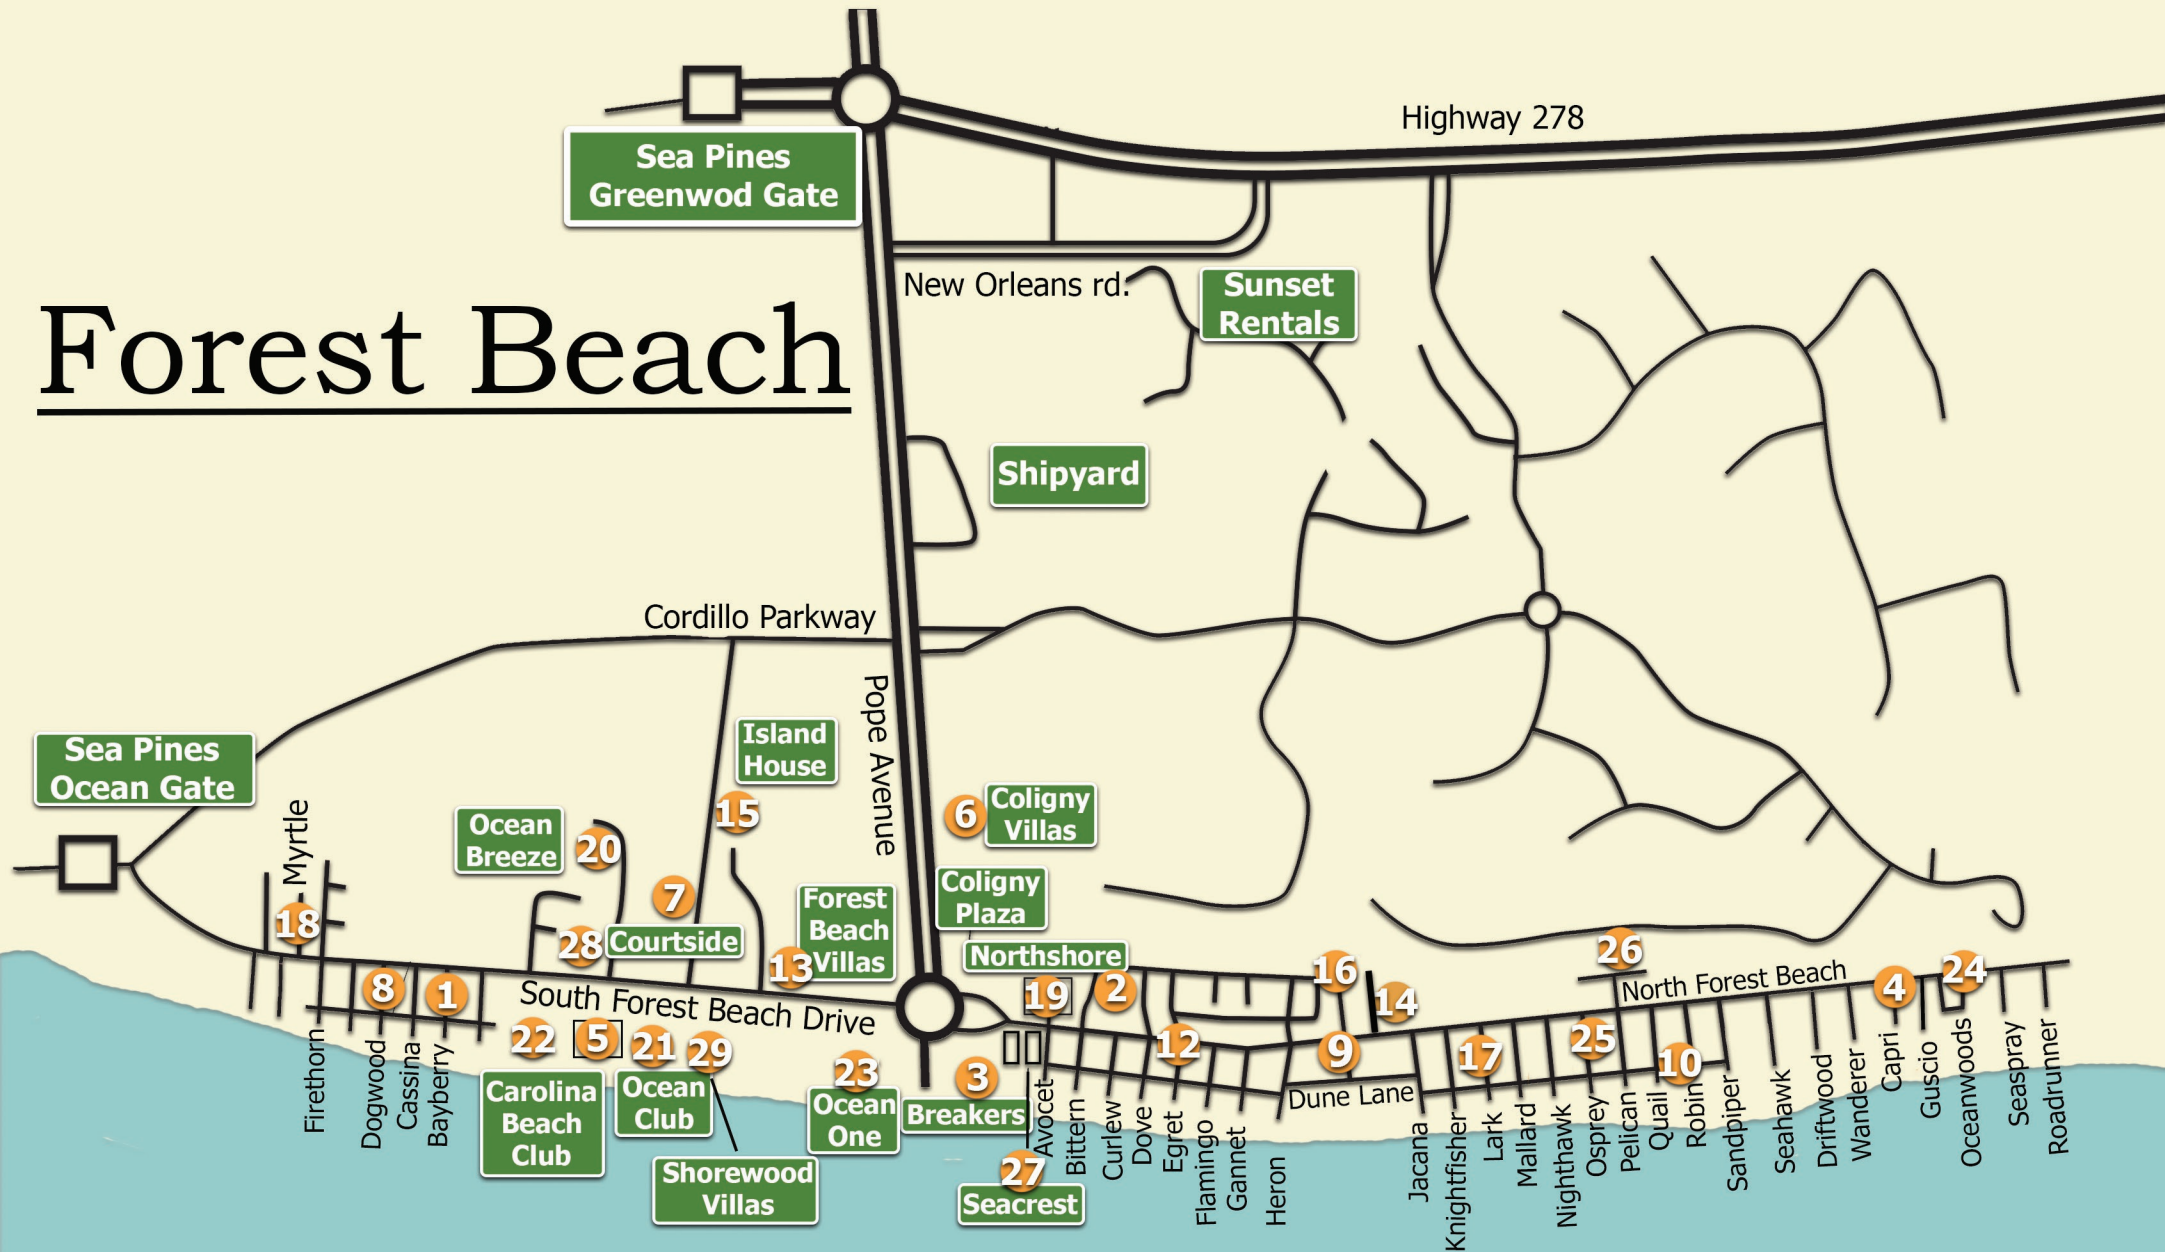 Highway 278
Sea Pines
Greenwod Gate
New Orleans rd.
Sunset
Rentals
Forest Beach
Shipyard
Cordillo Parkway
Pope Avenue
Sea Pines
Ocean Gate
Island
House
15
6
Coligny
Villas
Myrtle
Ocean
Breeze
20
7
Coligny
Plaza
Forest
Beach
Villas
18
28
Courtside
13
Northshore
16
26
North Forest Beach
24
8
1
South Forest Beach Drive
19
2
14
4
22
5
21
29
23
3
12
9
17
25
10
Carolina
Beach
Club
Ocean
Club
Ocean
One
Breakers
Dune Lane
Shorewood
Villas
27
Seacrest
Firethorn
Dogwood
Cassina
Bayberry
Avocet
Bittern
Curlew
Dove
Egret
Flamingo
Gannet
Heron
Jacana
Knightfisher
Lark
Mallard
Nighthawk
Osprey
Pelican
Quail
Robin
Sandpiper
Seahawk
Driftwood
Wanderer
Capri
Guscio
Oceanwoods
Seaspray
Roadrunner